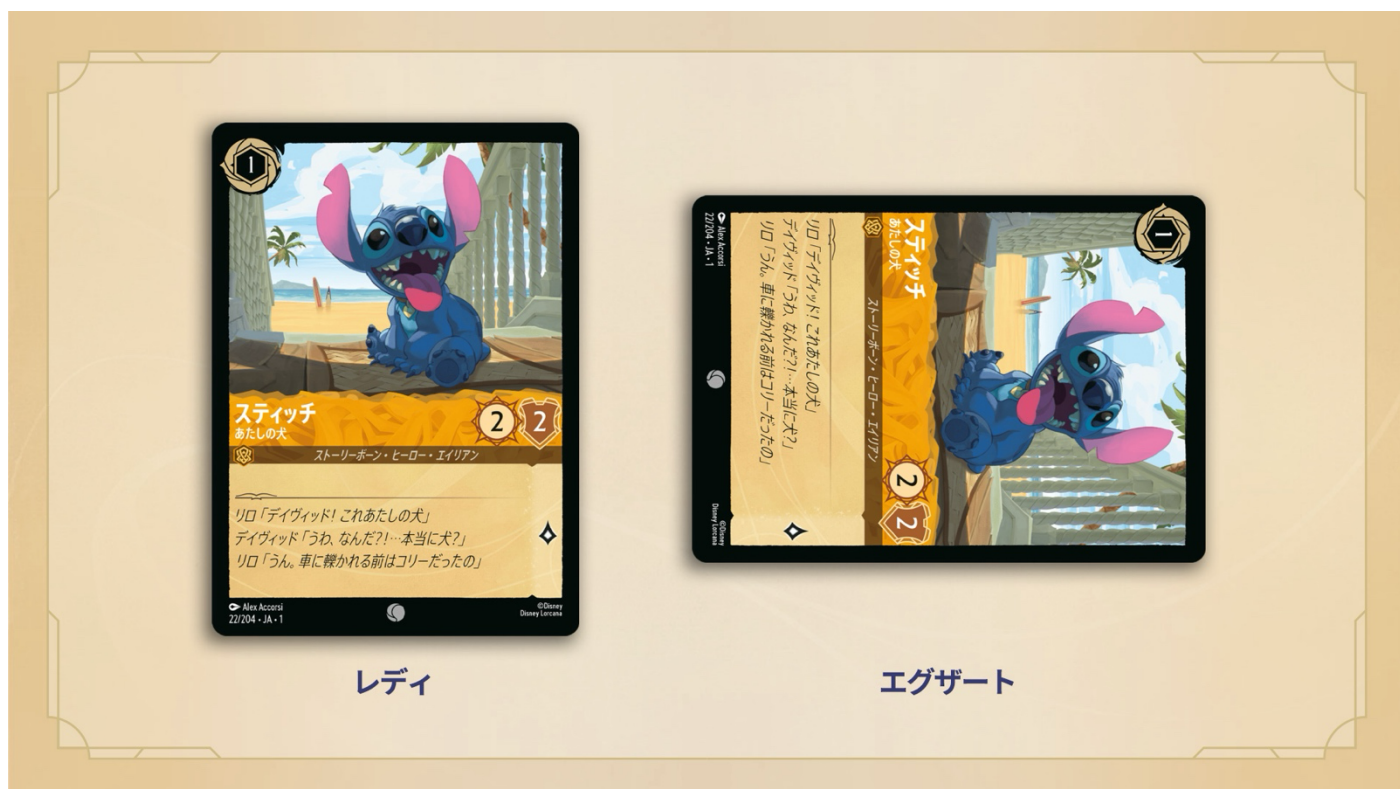 1
スティッチ
あたしの犬
2 2
ストーリーボーン・ヒーロー・エイリアン
リロ「デイヴィッド! これあたしの犬」
デイヴィッド「うわ、なんだ?!…本当に犬?」
リロ「うん。車に轢かれる前はコリーだったの」
Alex Accorsi
22/204・JA・1
©Disney
Disney Lorcana
レディ
1
スティッチ
あたしの犬
2 2
ストーリーボーン・ヒーロー・エイリアン
リロ「デイヴィッド! これあたしの犬」
デイヴィッド「うわ、なんだ?!…本当に犬?」
リロ「うん。車に轢かれる前はコリーだったの」
Alex Accorsi
22/204・JA・1
©Disney
Disney Lorcana
エグザート